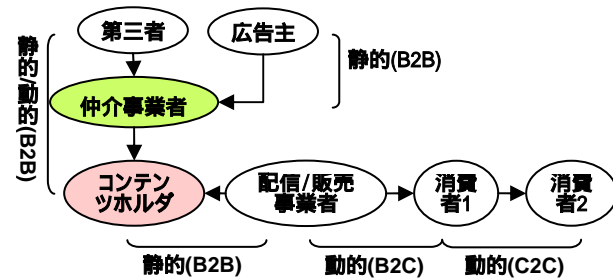 第三者
広告主
静的(B2B)
静的/動的(B2B)
仲介事業者
コンテン
ツホルダ
配信/販売
事業者
消費
者1
消費
者2
静的(B2B)
動的(B2C)
動的(C2C)